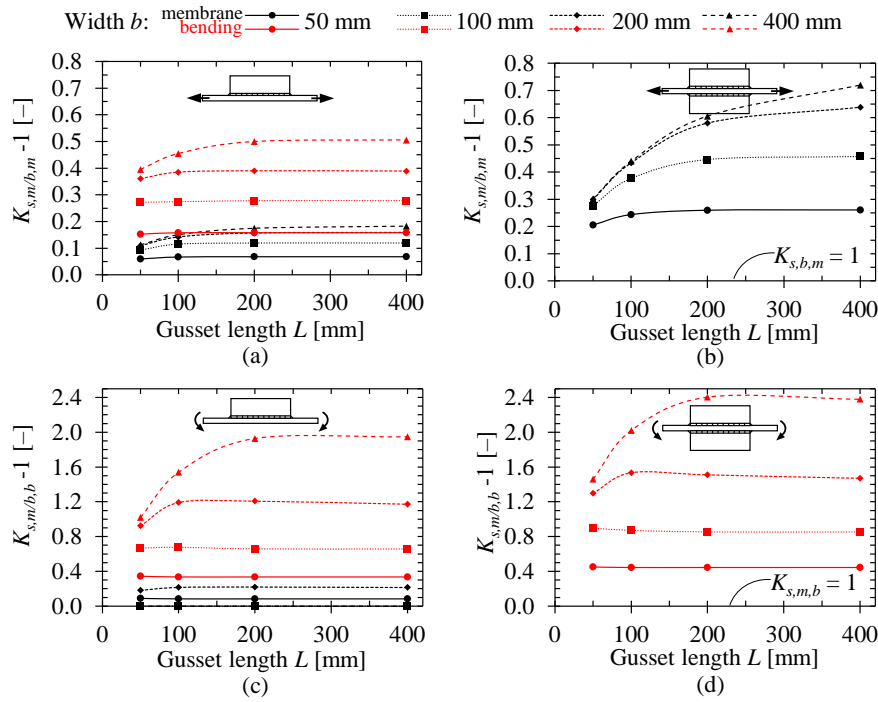 Width b: membrane bending 50 mm 100 mm 200 mm 400 mm
K_{s,m/b,m} -1 [–]
0.8
0.7
0.6
0.5
0.4
0.3
0.2
0.1
0.0
0 100 200 300 400
Gusset length L [mm]
(a)
K_{s,m/b,m} -1 [–]
0.8
0.7
0.6
0.5
0.4
0.3
0.2
0.1
0.0
K_{s,b,m} = 1
0 100 200 300 400
Gusset length L [mm]
(b)
K_{s,m/b,b} -1 [–]
2.4
2.0
1.6
1.2
0.8
0.4
0.0
0 100 200 300 400
Gusset length L [mm]
(c)
K_{s,m/b,b} -1 [–]
2.4
2.0
1.6
1.2
0.8
0.4
0.0
K_{s,m,b} = 1
0 100 200 300 400
Gusset length L [mm]
(d)